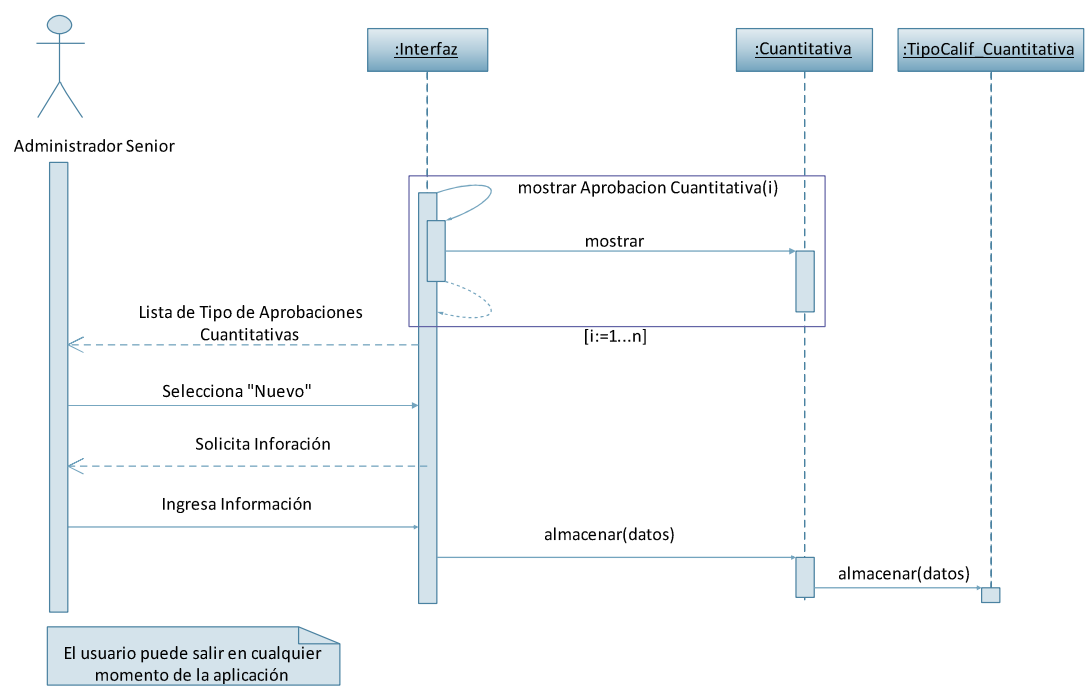 :Interfaz
:Cuantitativa
:TipoCalif_Cuantitativa
Administrador Senior
mostrar Aprobacion Cuantitativa(i)
mostrar
Lista de Tipo de Aprobaciones
Cuantitativas
[i:=1...n]
Selecciona "Nuevo"
Solicita Inforación
Ingresa Información
almacenar(datos)
almacenar(datos)
El usuario puede salir en cualquier
momento de la aplicación